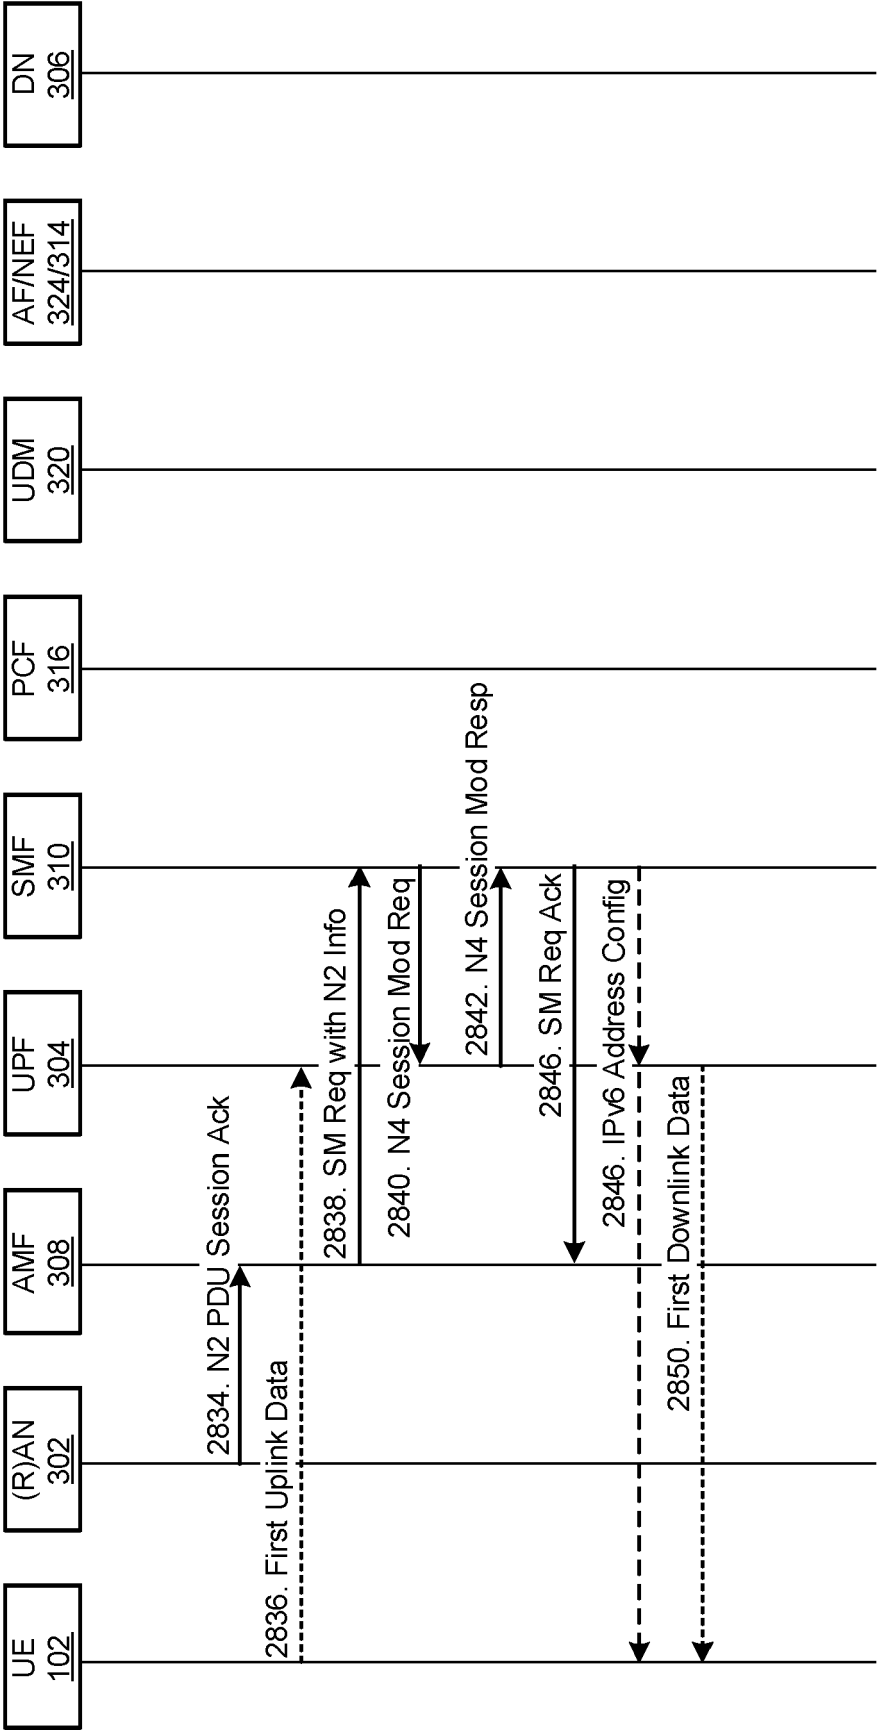 UE
102
(R)AN
302
AMF
308
UPF
304
SMF
310
PCF
316
UDM
320
AF/NEF
324/314
DN
306
2834. N2 PDU Session Ack
2836. First Uplink Data
2838. SM Req with N2 Info
2840. N4 Session Mod Req
2842. N4 Session Mod Resp
2846. SM Req Ack
2846. IPv6 Address Config
2850. First Downlink Data